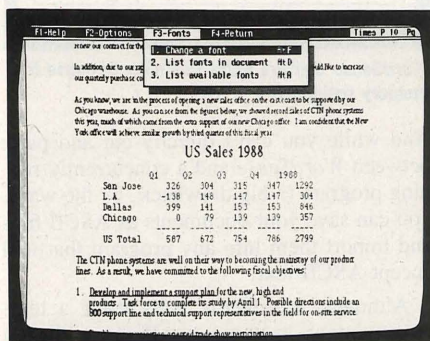 F1-Help F2-Options F3-Fonts F4-Return Times P 10 Pg
renew our contract for the
1. Change a font F
2. List fonts in document Alt D
3. List available fonts Alt A
In addition, due to our
our quarterly purchase
ld like to increase
As you know, we are in the process of opening a new sales office on the east coast to be supported by our
Chicago warehouse. As you can see from the table below, we showed record sales of CTN phone systems
this year, much of which came from the extra support of our new Chicago office. I am confident that the New
York office will achieve similar growth by third quarter of this fiscal year.
US Sales 1988
Q1 Q2 Q3 Q4 1988
San Jose 326 304 315 347 1292
L.A. -138 148 147 147 304
Dallas 399 141 153 153 846
Chicago 0 79 139 139 357
US Total 587 672 754 786 2799
The CTN phone systems are well on their way to becoming the mainstay of our product
lines. As a result, we have committed to the following fiscal objectives:
1. Develop and implement a support plan for the new, high end
products. Task force to complete its study by April 1. Possible directions include an
800 support line and technical support representatives in the field for on-site service.